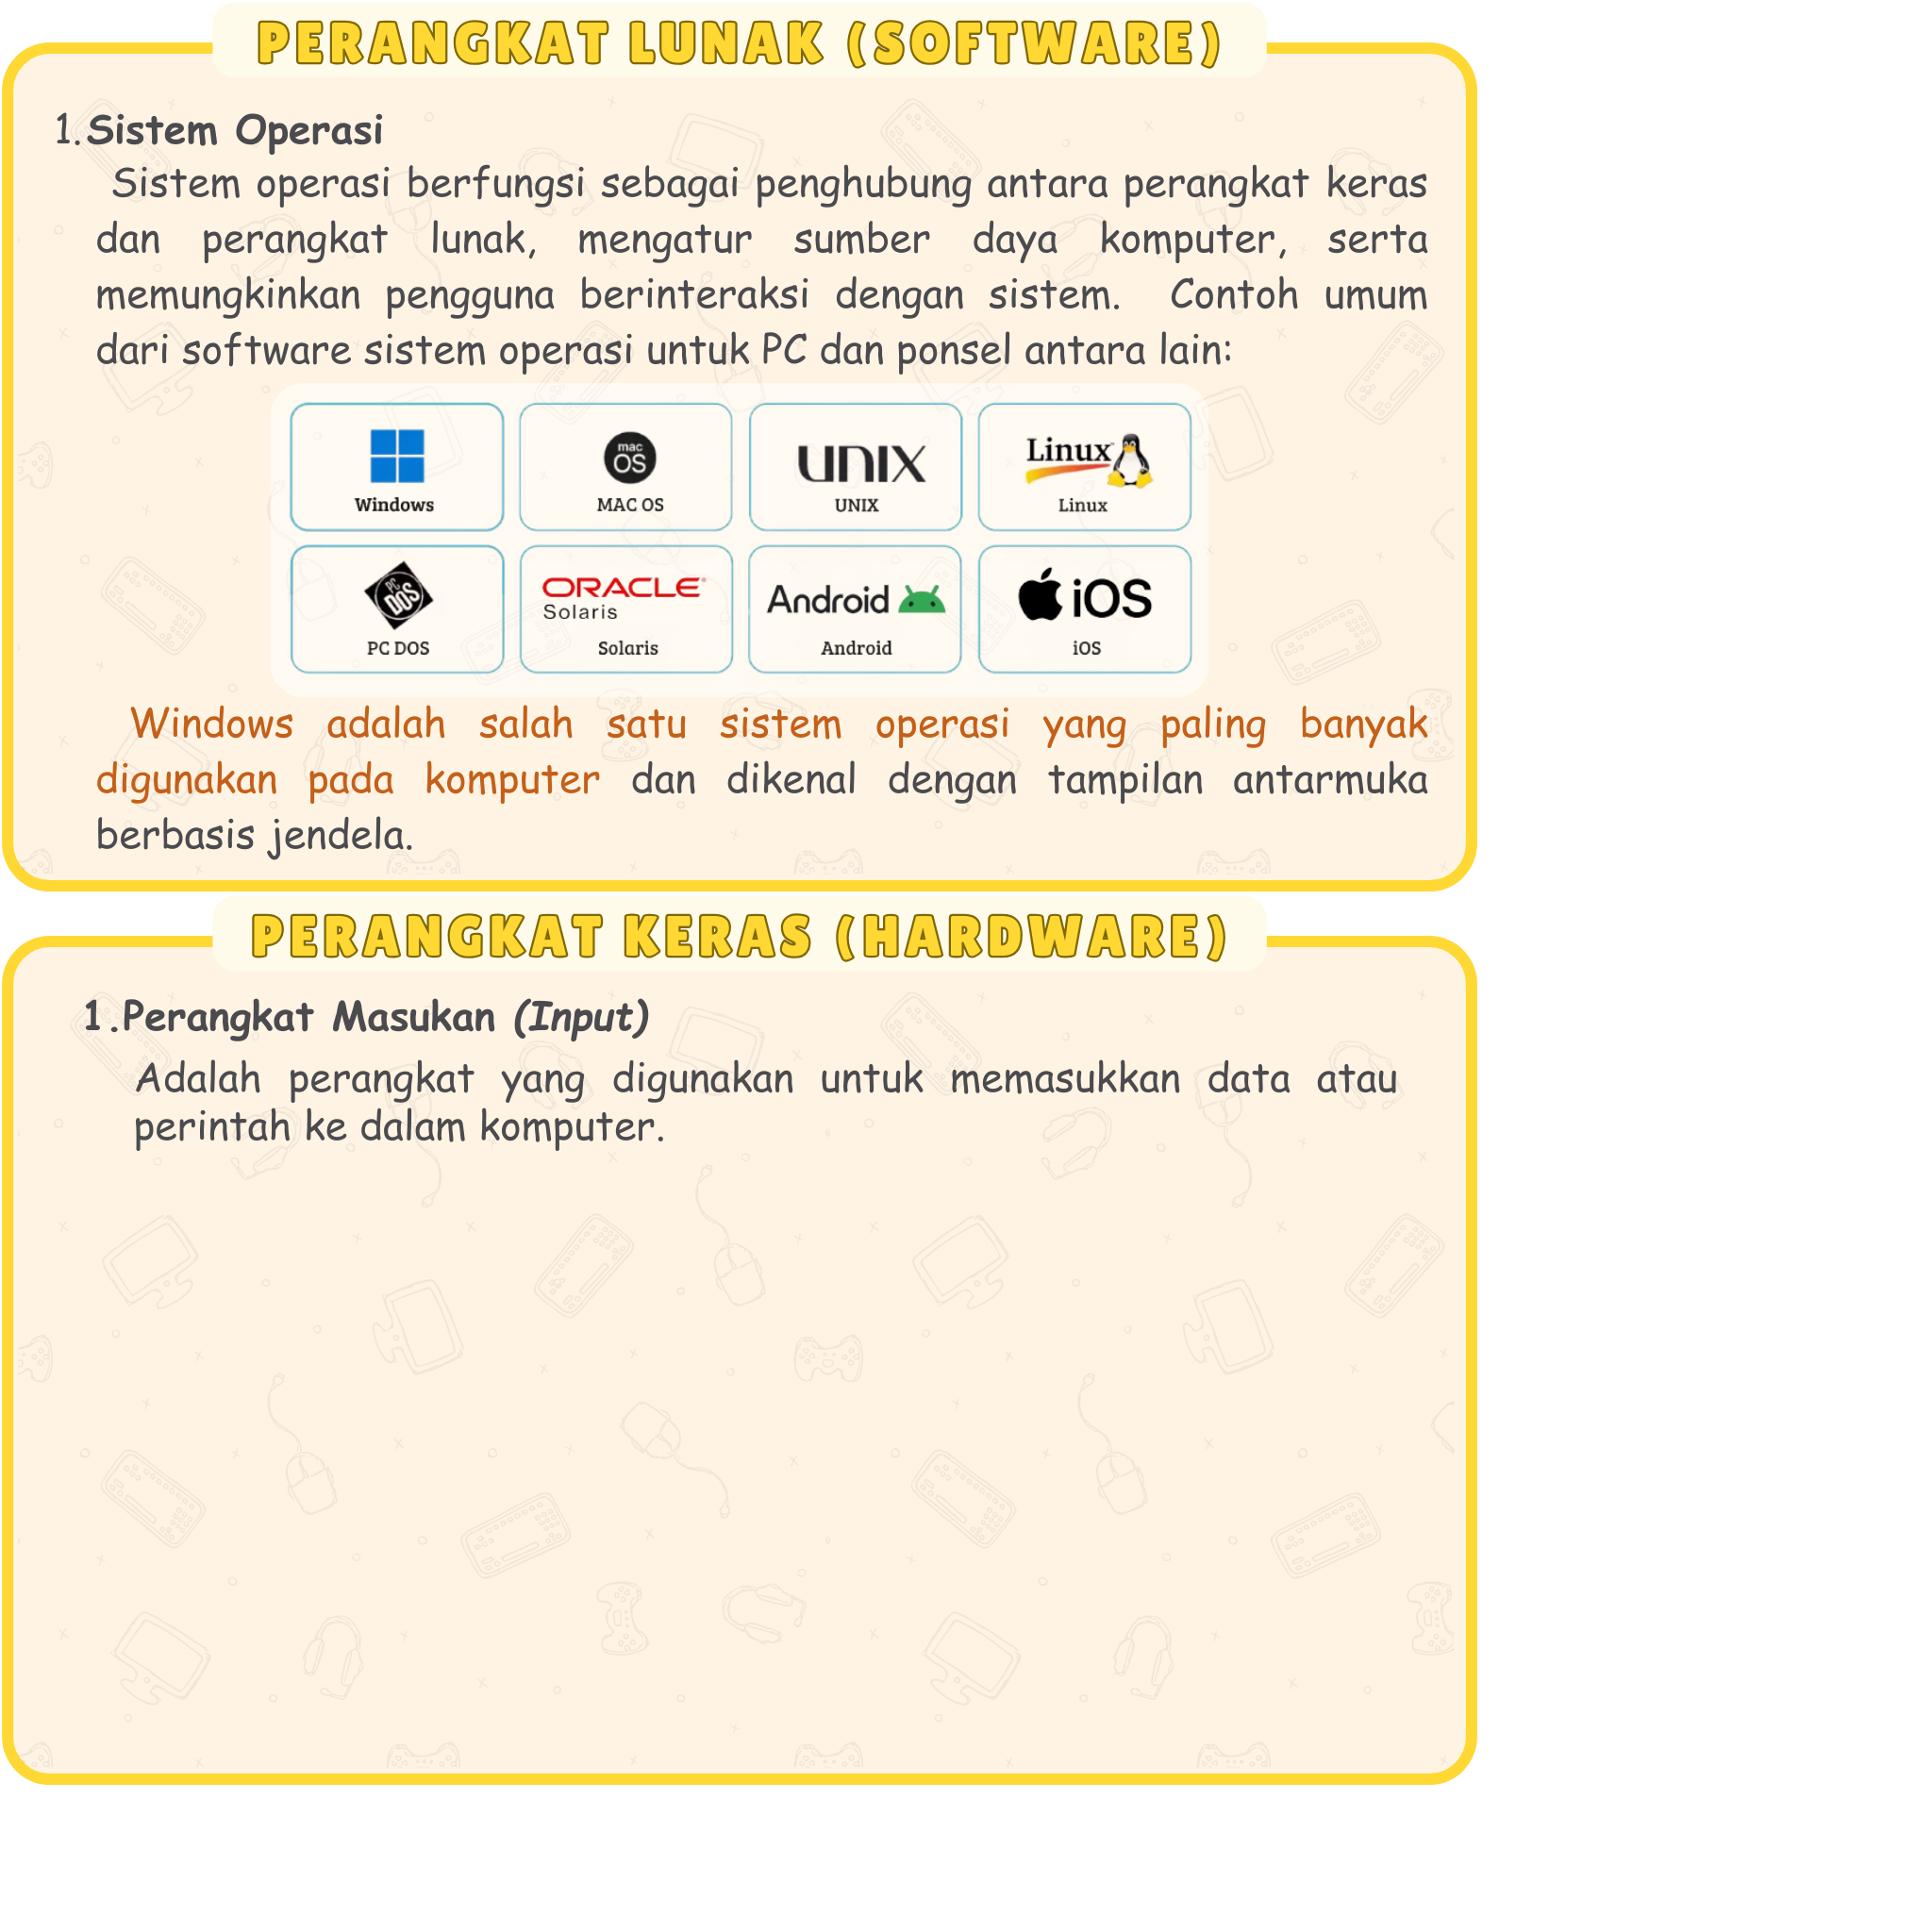 PERANGKAT LUNAK (SOFTWARE)
1. Sistem Operasi
Sistem operasi berfungsi sebagai penghubung antara perangkat keras
dan perangkat lunak, mengatur sumber daya komputer, serta
memungkinkan pengguna berinteraksi dengan sistem. Contoh umum
dari software sistem operasi untuk PC dan ponsel antara lain:
mac
OS
UNIX
Linux
Windows
MAC OS
UNIX
Linux
PC
DOS
ORACLE
Solaris
Android
iOS
PC DOS
Solaris
Android
iOS
Windows adalah salah satu sistem operasi yang paling banyak
digunakan pada komputer dan dikenal dengan tampilan antarmuka
berbasis jendela.
PERANGKAT KERAS (HARDWARE)
1. Perangkat Masukan (Input)
Adalah perangkat yang digunakan untuk memasukkan data atau
perintah ke dalam komputer.